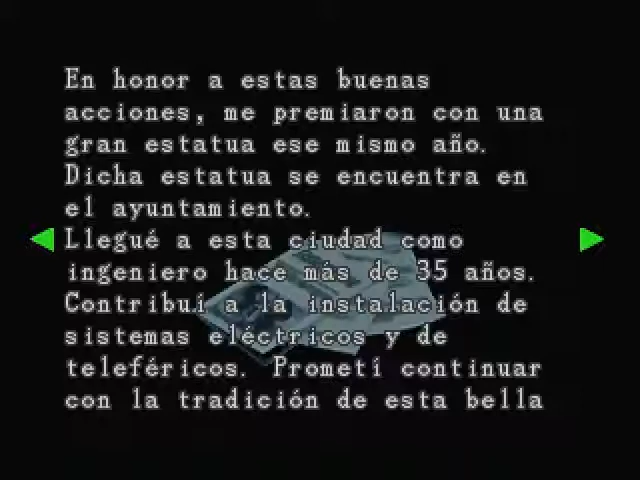 En honor a estas buenas
acciones, me premiaron con una
gran estatua ese mismo año.
Dicha estatua se encuentra en
el ayuntamiento.
Llegué a esta ciudad como
ingeniero hace más de 35 años.
Contribuí a la instalación de
sistemas eléctricos y de
teleféricos. Prometí continuar
con la tradición de esta bella